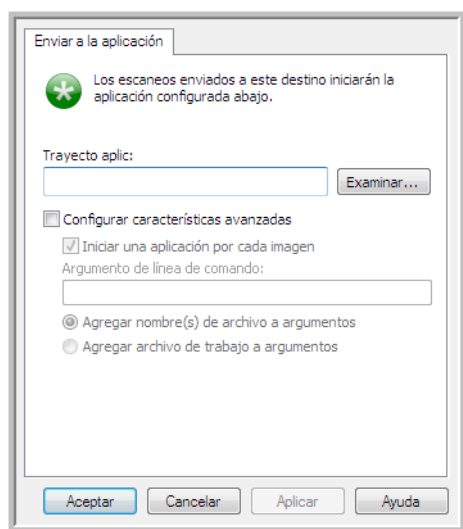 Enviar a la aplicación
Los escaneos enviados a este destino iniciarán la
aplicación configurada abajo.
Trayecto aplic:
Examinar...
Configurar características avanzadas
Iniciar una aplicación por cada imagen
Argumento de línea de comando:
Agregar nombre(s) de archivo a argumentos
Agregar archivo de trabajo a argumentos
Aceptar Cancelar Aplicar Ayuda